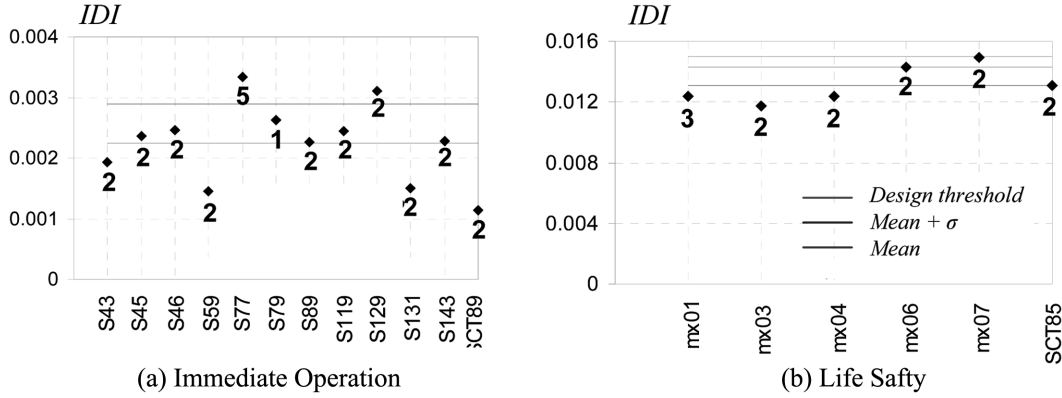 IDI
0.004
0.003
0.002
0.001
0
2
2
2
2
5
1
2
2
2
2
2
2
S43
S45
S46
S59
S77
S79
S89
S119
S129
S131
S143
SCT89
(a) Immediate Operation
IDI
0.016
0.012
0.008
0.004
0
3
2
2
2
2
2
Design threshold
Mean + σ
Mean
mx01
mx03
mx04
mx06
mx07
SCT85
(b) Life Safty